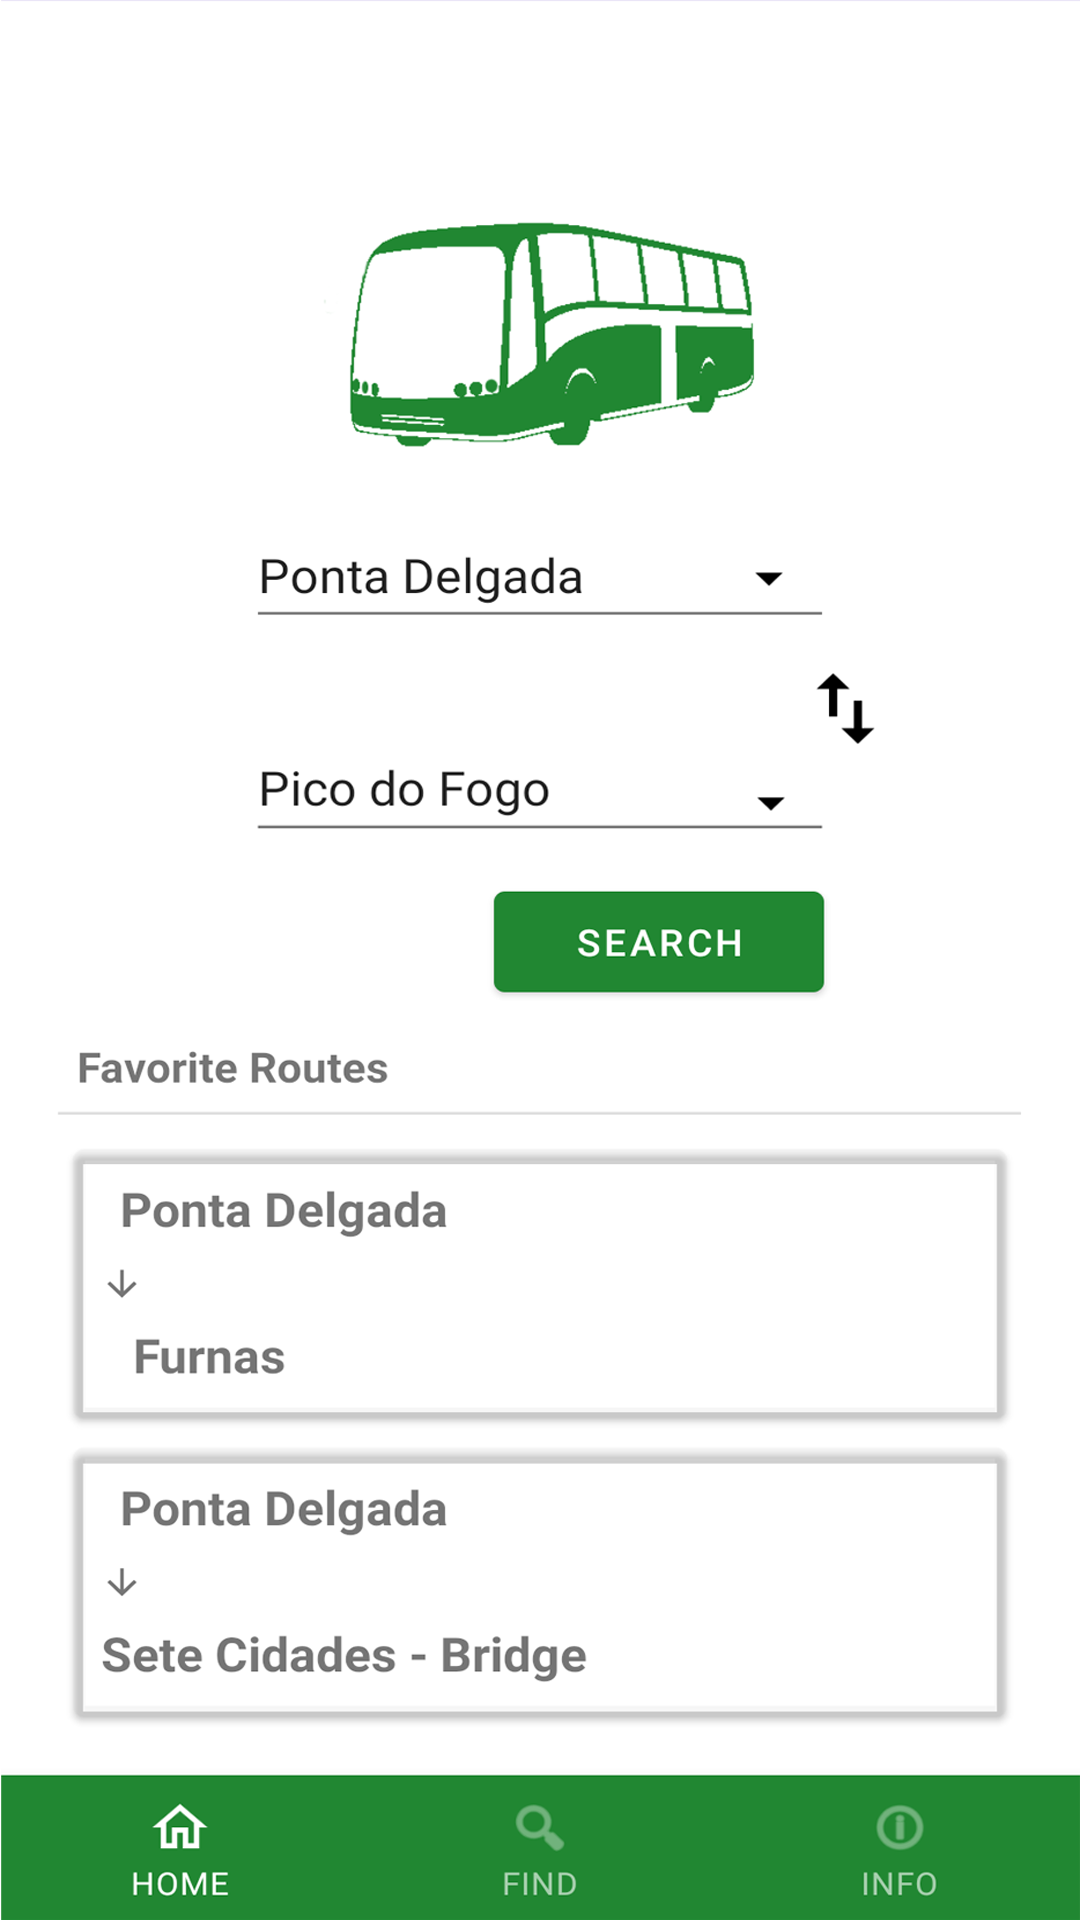 Ponta Delgada
Pico do Fogo
SEARCH
Favorite Routes
Ponta Delgada
Furnas
Ponta Delgada
Sete Cidades - Bridge
HOME
FIND
INFO